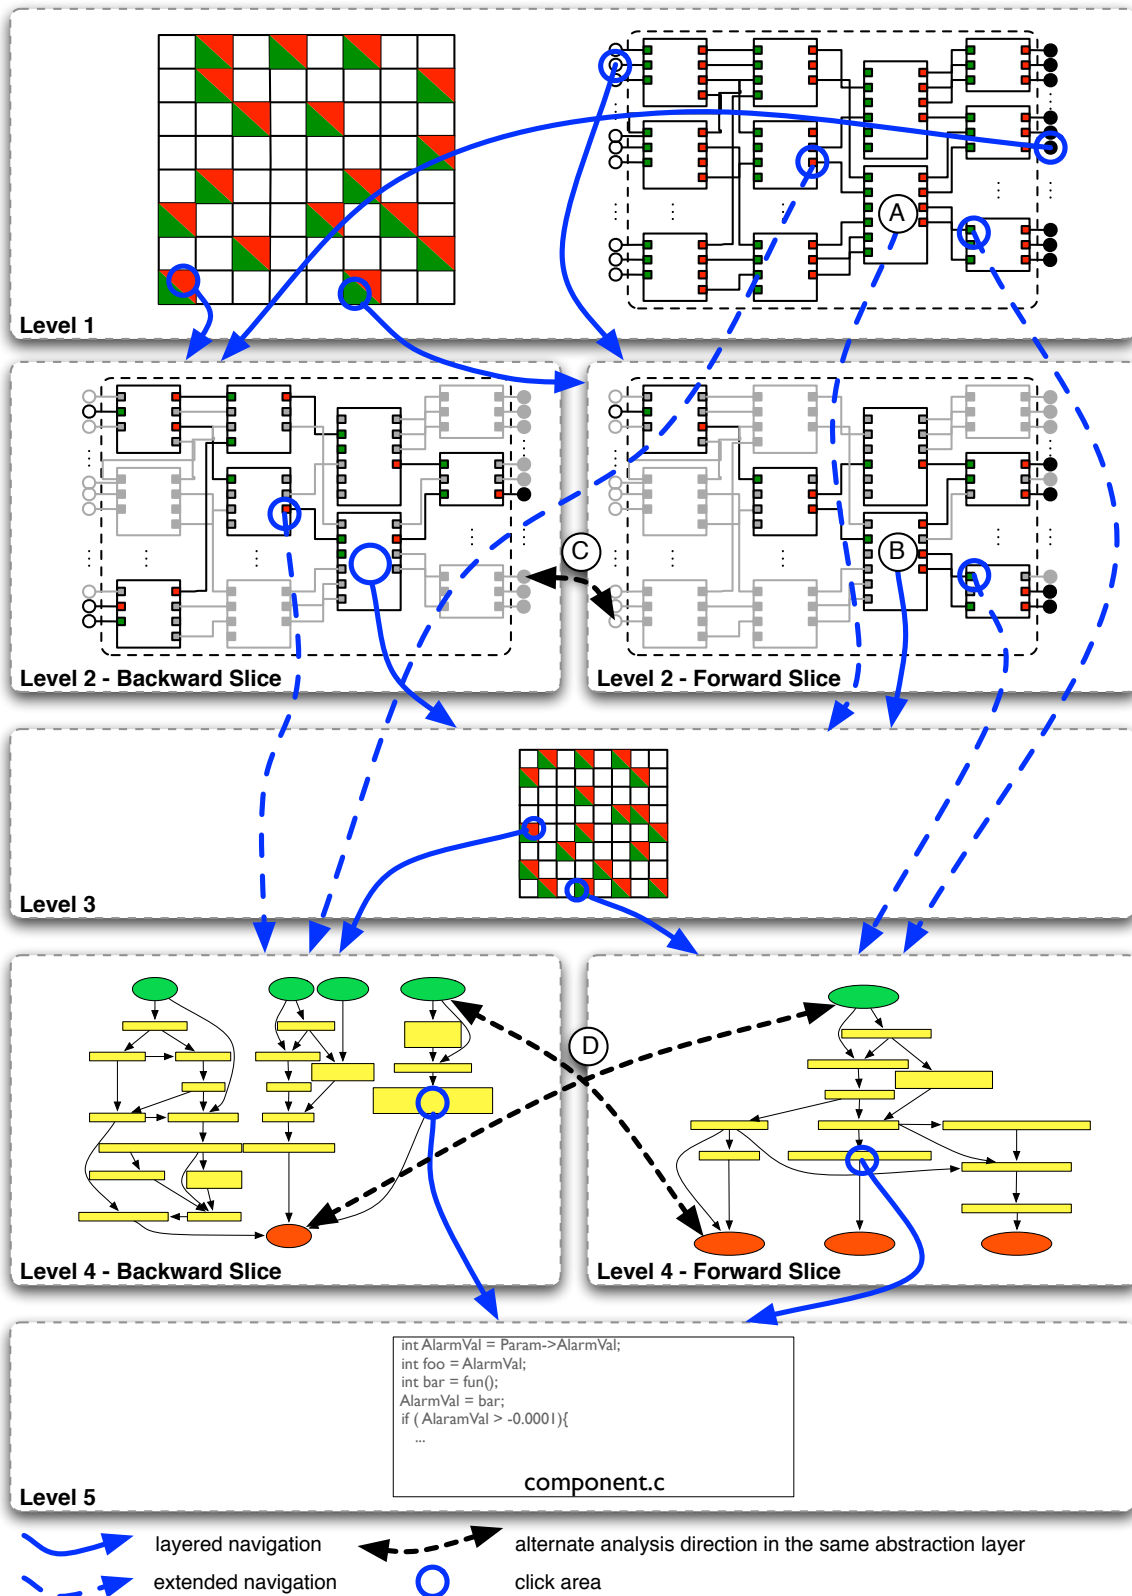 A
Level 1
C
B
Level 2 - Backward Slice
Level 2 - Forward Slice
Level 3
D
Level 4 - Backward Slice
Level 4 - Forward Slice
int AlarmVal = Param->AlarmVal;
int foo = AlarmVal;
int bar = fun();
AlarmVal = bar;
if ( AlaramVal > -0.0001){
...
component.c
Level 5
layered navigation
alternate analysis direction in the same abstraction layer
extended navigation
click area